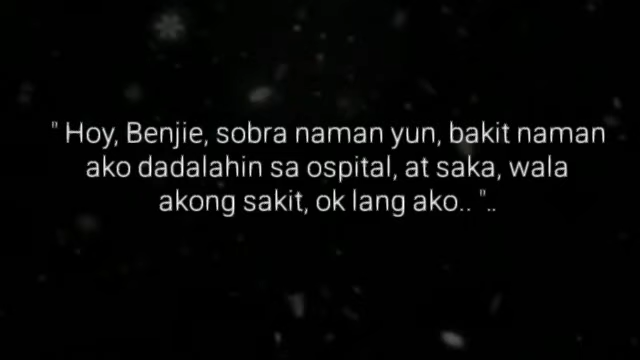 " Hoy, Benjie, sobra naman yun, bakit naman
ako dadalahin sa ospital, at saka, wala
akong sakit, ok lang ako.. "..